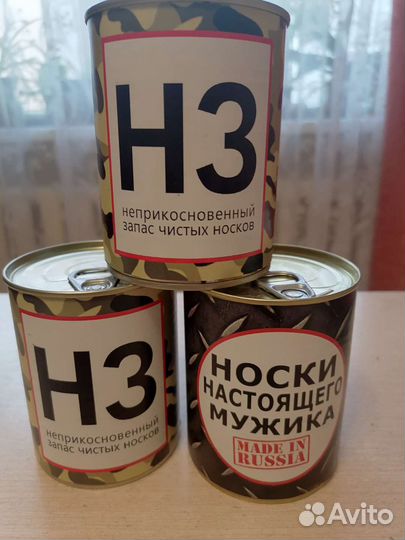 НЗ
неприкосновенный
запас чистых носков
НЗ
неприкосновенный
запас чистых носков
НОСКИ
НАСТОЯЩЕГО
МУЖИКА
MADE IN
RUSSIA
Avito